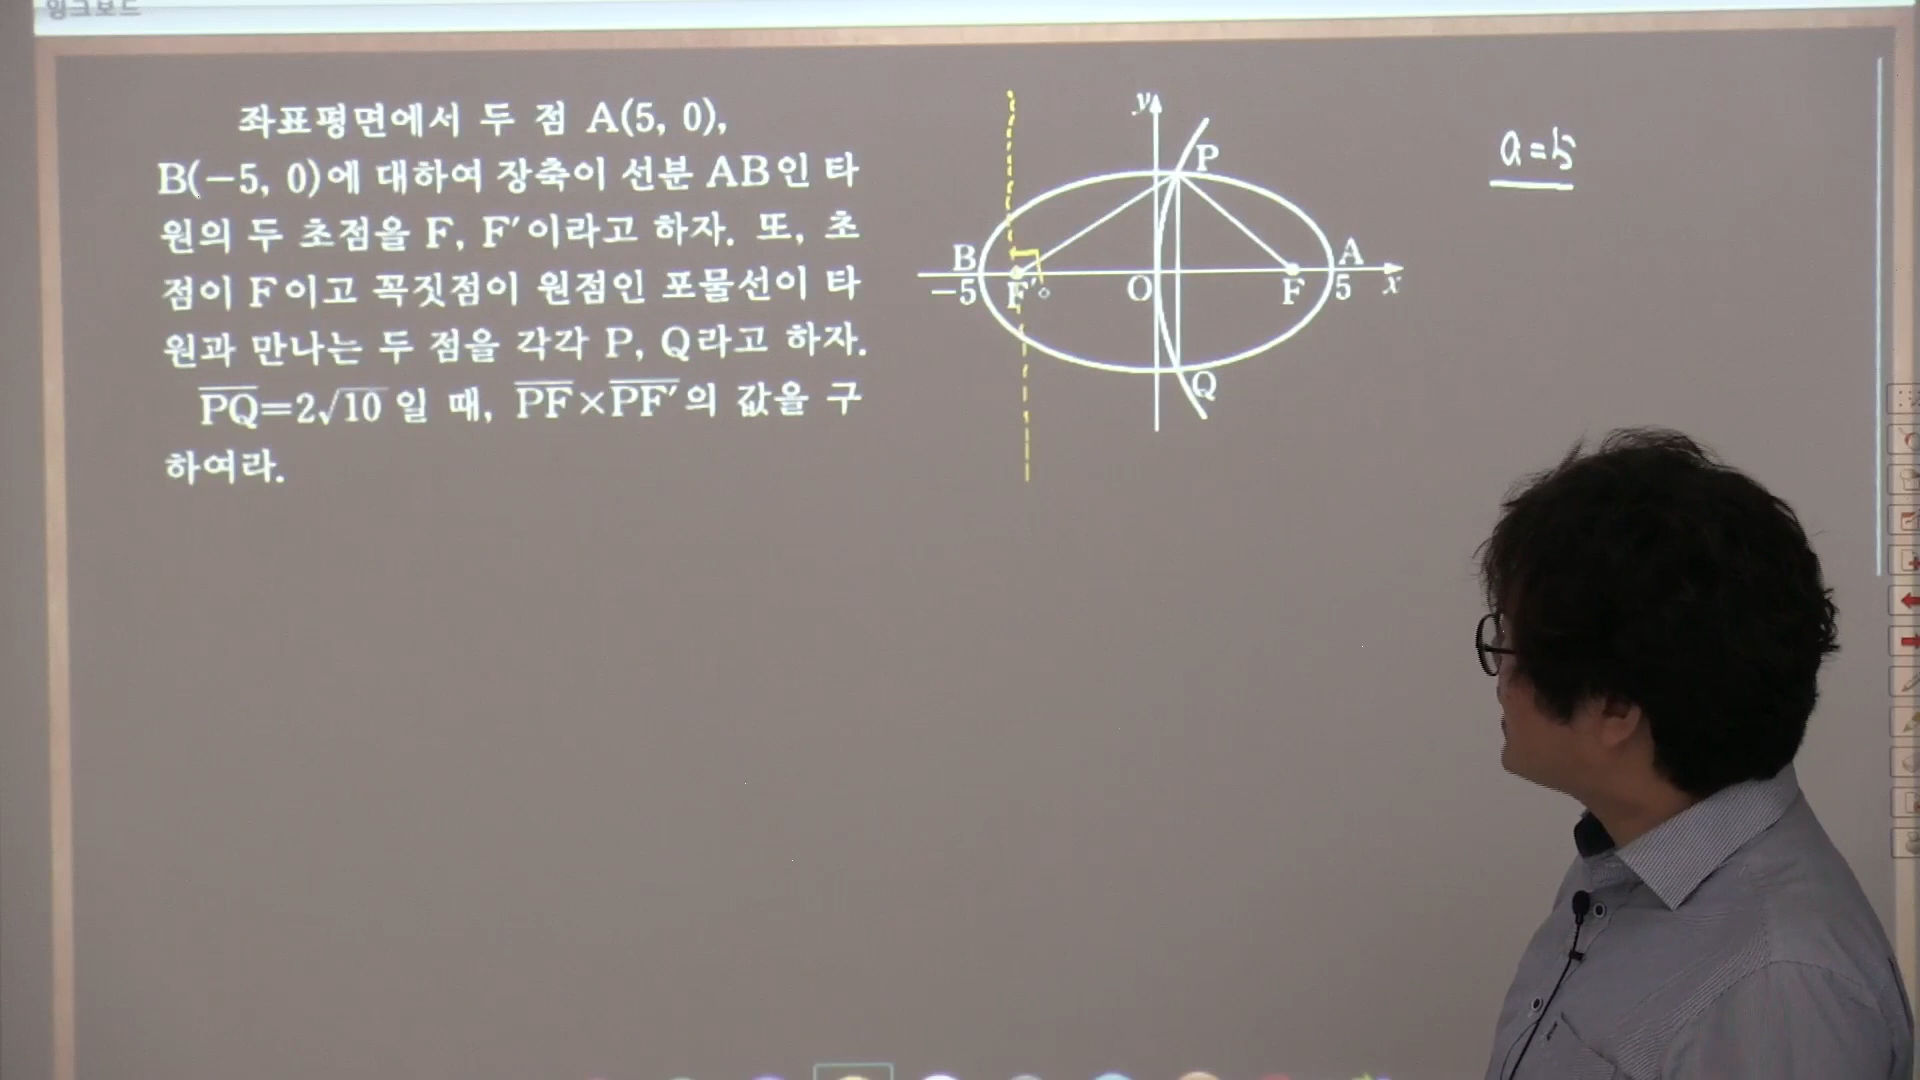 잉크보드
좌표평면에서 두 점 A(5, 0),
B(−5, 0)에 대하여 장축이 선분 AB인 타
원의 두 초점을 F, F′이라고 하자. 또, 초
점이 F이고 꼭짓점이 원점인 포물선이 타
원과 만나는 두 점을 각각 P, Q라고 하자.
PQ=2√10 일 때, PF×PF′의 값을 구
하여라.
y
P
B
A
−5
F′
O
F
5
x
Q
a=5